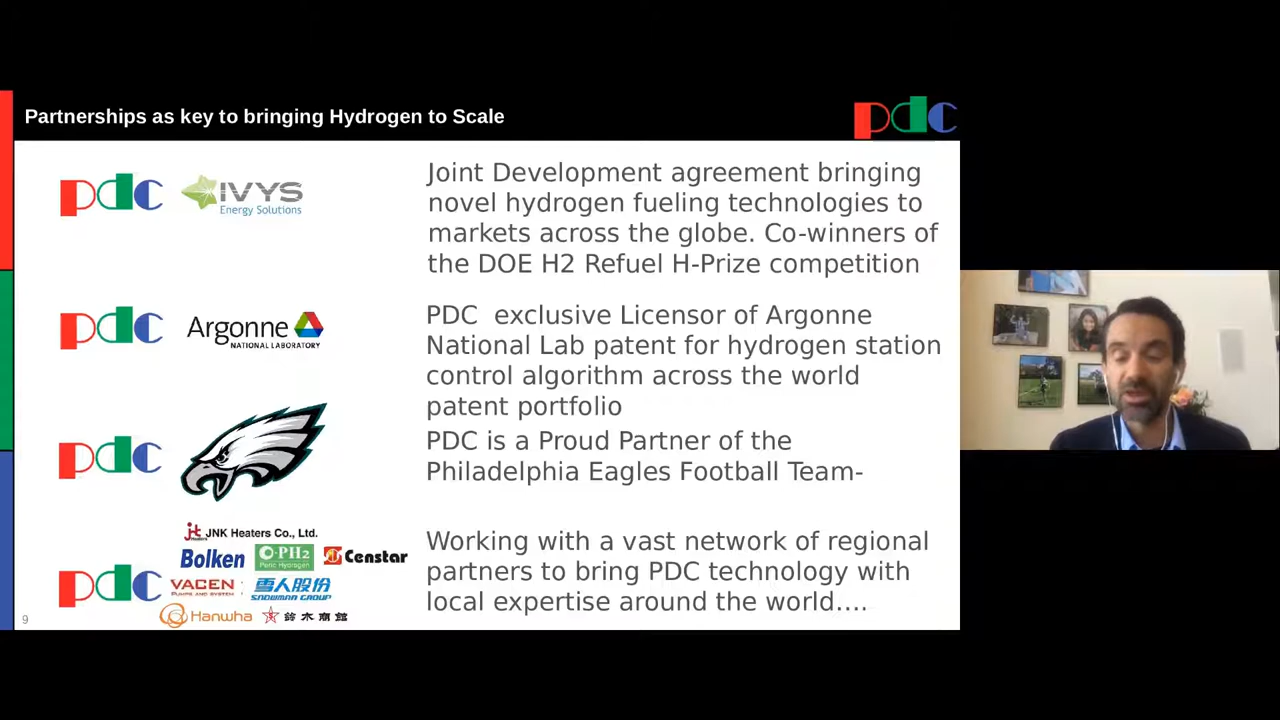 Partnerships as key to bringing Hydrogen to Scale
pdc
pdc
IVYS
Energy Solutions
Joint Development agreement bringing
novel hydrogen fueling technologies to
markets across the globe. Co-winners of
the DOE H2 Refuel H-Prize competition
pdc
Argonne
NATIONAL LABORATORY
PDC  exclusive Licensor of Argonne
National Lab patent for hydrogen station
control algorithm across the world
patent portfolio
pdc
PDC is a Proud Partner of the
Philadelphia Eagles Football Team-
pdc
JNK Heaters Co., Ltd.
Bolken
PH2
Peric Hydrogen
Censtar
VACEN
PUMPS AND SYSTEM
雪人股份
SNOWMAN GROUP
Hanwha
鈴木商館
Working with a vast network of regional
partners to bring PDC technology with
local expertise around the world....
9